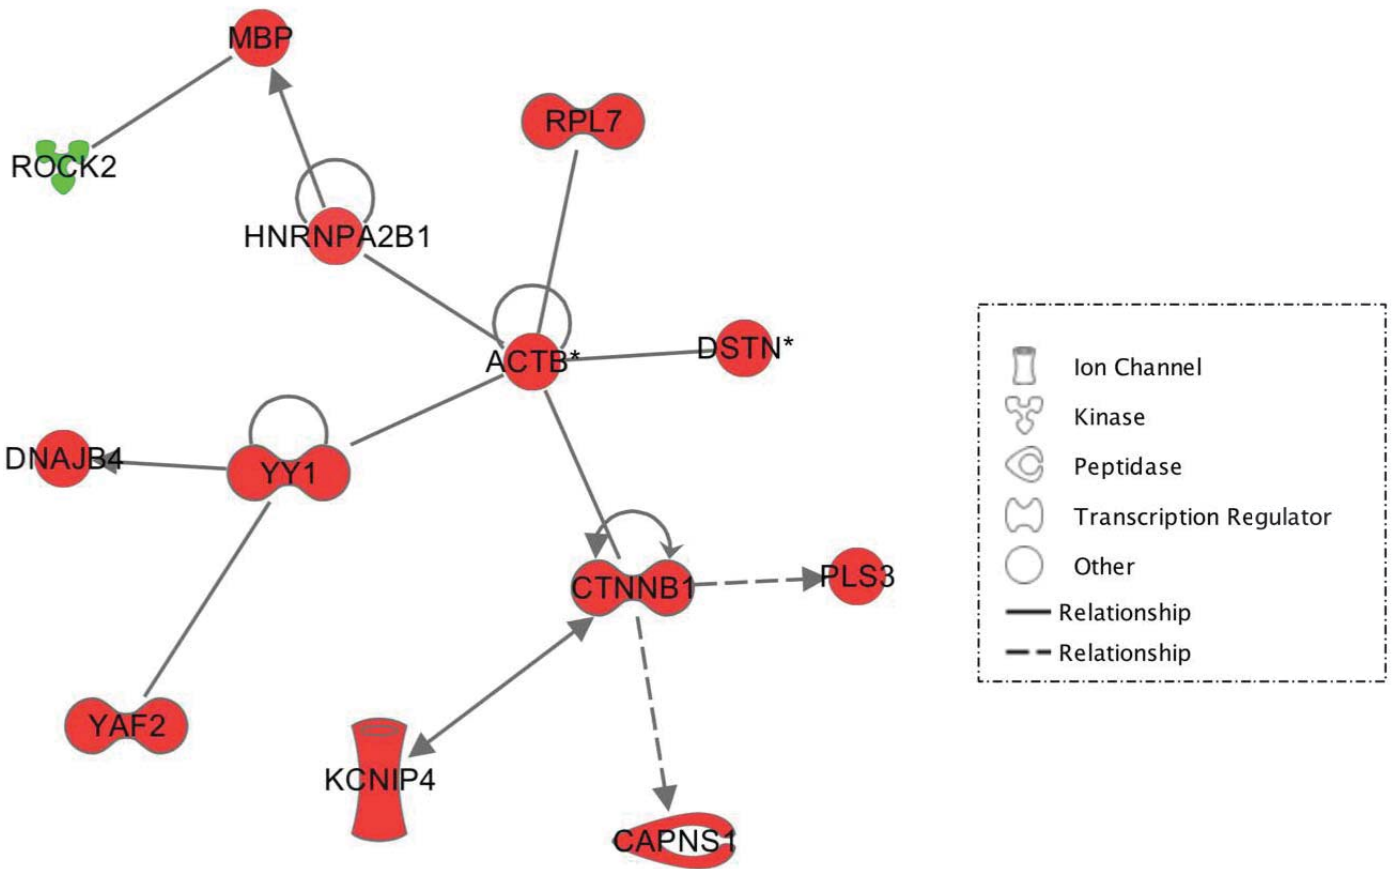 MBP
RPL7
ROCK2
HNRNPA2B1
ACTB*
DSTN*
DNAJB4
YY1
CTNNB1
PLS3
YAF2
KCNIP4
CAPNS1
Ion Channel
Kinase
Peptidase
Transcription Regulator
Other
Relationship
Relationship